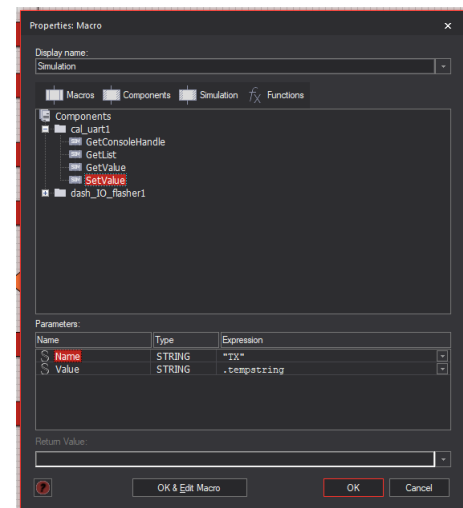 Properties: Macro
Display name:
Simulation
Macros Components Simulation fx Functions
Components
cal_uart1
GetConsoleHandle
GetList
GetValue
SetValue
dash_IO_flasher1
Parameters:
Name Type Expression
S Name STRING "TX"
S Value STRING .tempstring
Return Value:
? OK & Edit Macro OK Cancel